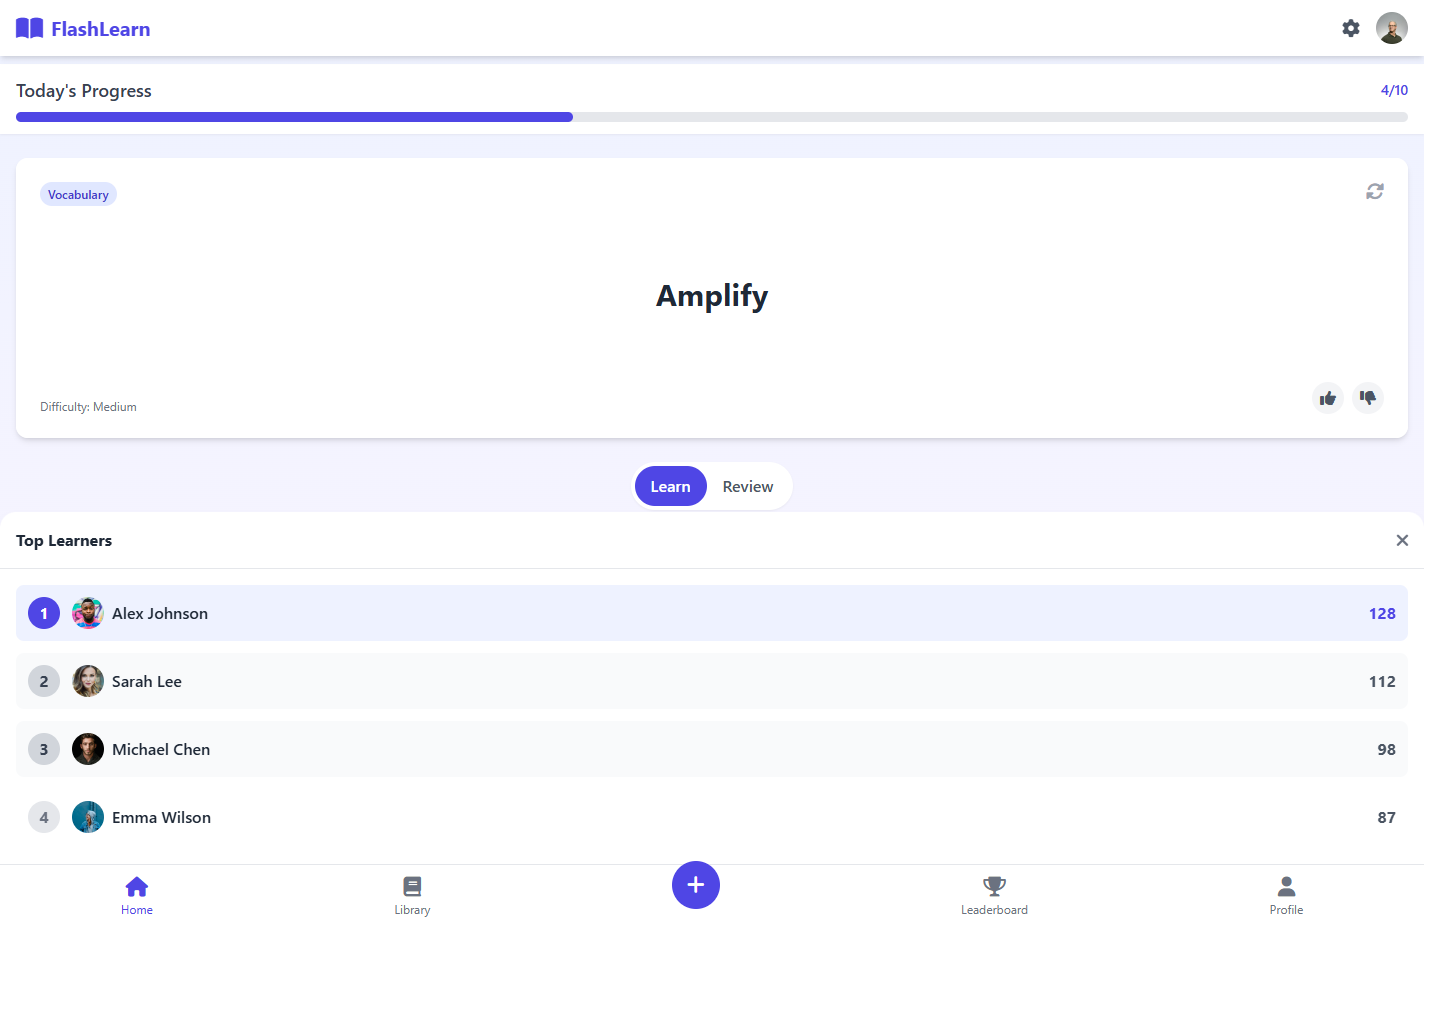 FlashLearn
Today's Progress
4/10
Vocabulary
Amplify
Difficulty: Medium
Learn
Review
Top Learners
1
Alex Johnson
128
2
Sarah Lee
112
3
Michael Chen
98
4
Emma Wilson
87
Home
Library
Leaderboard
Profile